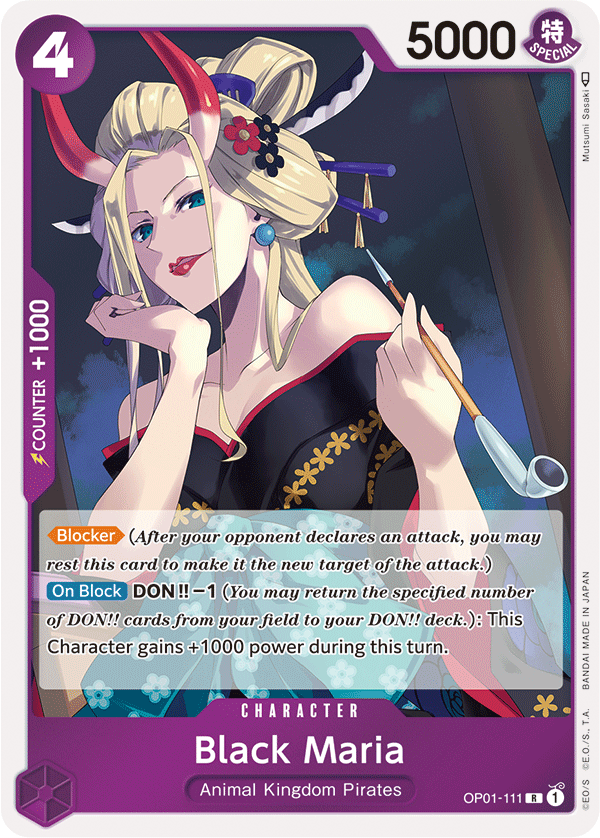 4
5000
特
SPECIAL
Mutsumi Sasaki
COUNTER +1000
Blocker (After your opponent declares an attack, you may
rest this card to make it the new target of the attack.)
On Block DON!! −1 (You may return the specified number
of DON!! cards from your field to your DON!! deck.): This
Character gains +1000 power during this turn.
CHARACTER
Black Maria
Animal Kingdom Pirates
OP01-111 R 1
©EO/S ©E.O./S., T.A. BANDAI MADE IN JAPAN